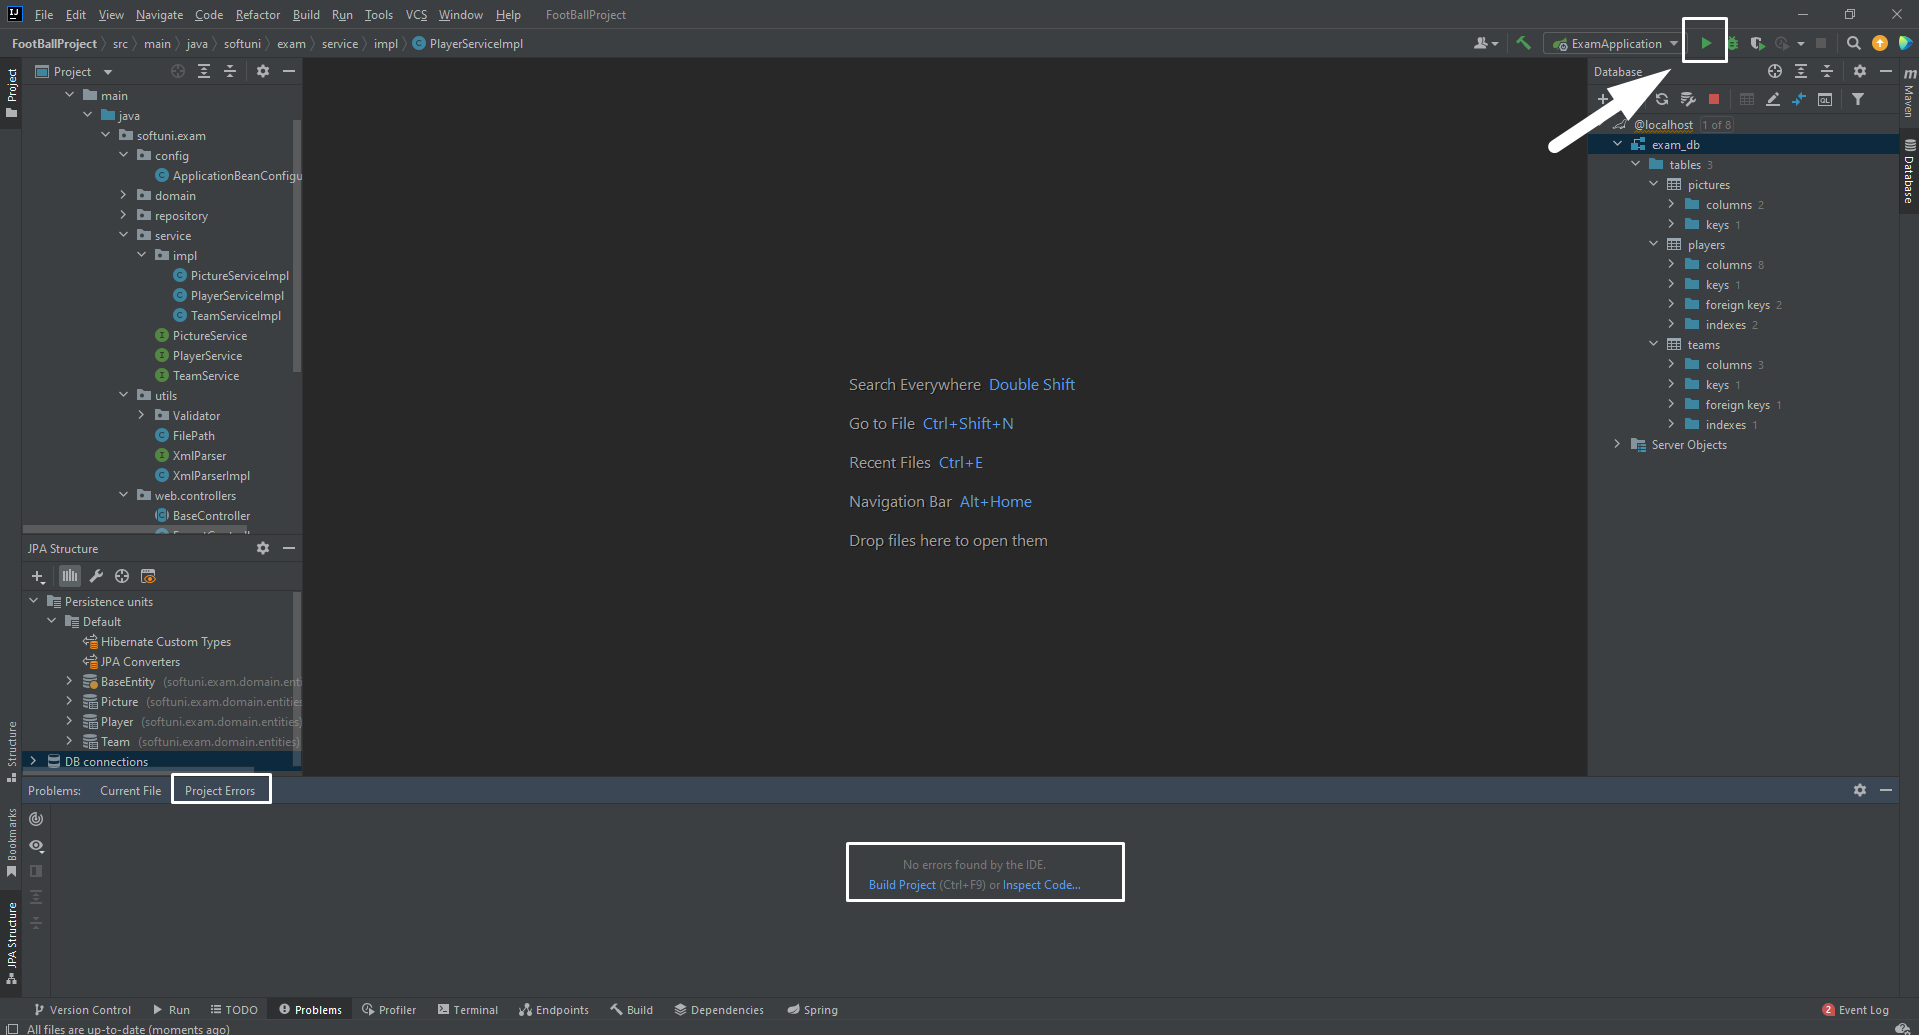 File Edit View Navigate Code Refactor Build Run Tools VCS Window Help FootBallProject
FootBallProject src main java softuni exam service impl PlayerServiceImpl
ExamApplication
Project
Project
main
java
softuni.exam
config
ApplicationBeanConfigu
domain
repository
service
impl
PictureServiceImpl
PlayerServiceImpl
TeamServiceImpl
PictureService
PlayerService
TeamService
utils
Validator
FilePath
XmlParser
XmlParserImpl
web.controllers
BaseController
JPA Structure
Persistence units
Default
Hibernate Custom Types
JPA Converters
BaseEntity (softuni.exam.domain.enti
Picture (softuni.exam.domain.entitie
Player (softuni.exam.domain.entities)
Team (softuni.exam.domain.entities)
DB connections
Structure
Bookmarks
JPA Structure
Search Everywhere Double Shift
Go to File Ctrl+Shift+N
Recent Files Ctrl+E
Navigation Bar Alt+Home
Drop files here to open them
Database
@localhost 1 of 8
exam_db
tables 3
pictures
columns 2
keys 1
players
columns 8
keys 1
foreign keys 2
indexes 2
teams
columns 3
keys 1
foreign keys 1
indexes 1
Server Objects
Maven
Database
Problems: Current File Project Errors
No errors found by the IDE.
Build Project (Ctrl+F9) or Inspect Code...
Version Control Run TODO Problems Profiler Terminal Endpoints Build Dependencies Spring
2 Event Log
All files are up-to-date (moments ago)